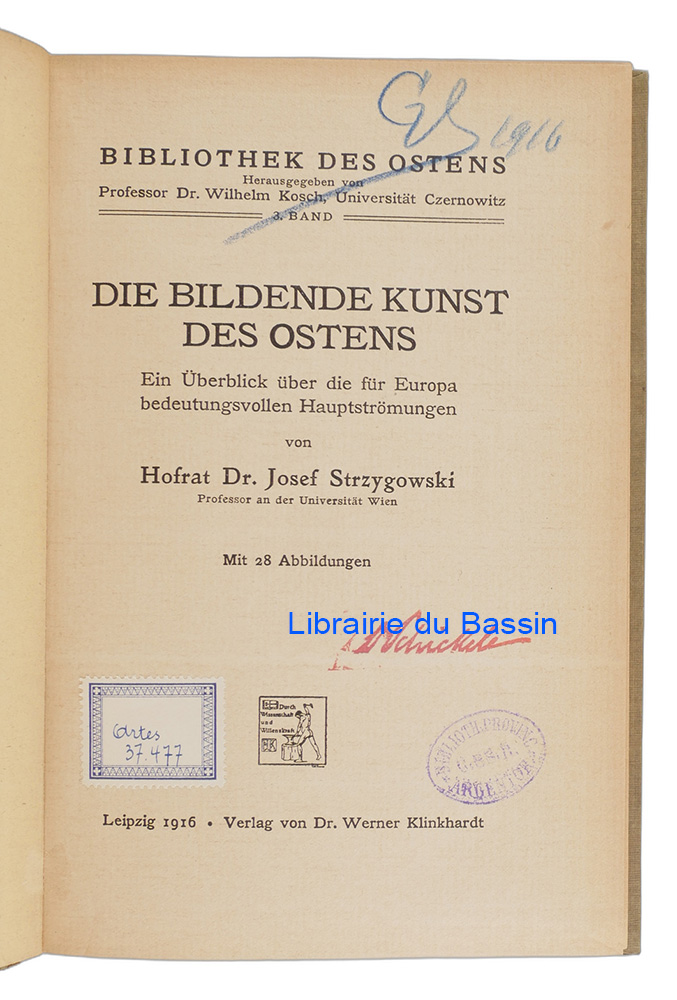 1916
BIBLIOTHEK DES OSTENS
Herausgegeben von
Professor Dr. Wilhelm Kosch, Universität Czernowitz
3. BAND
DIE BILDENDE KUNST
DES OSTENS
Ein Überblick über die für Europa
bedeutungsvollen Hauptströmungen
von
Hofrat Dr. Josef Strzygowski
Professor an der Universität Wien
Mit 28 Abbildungen
Librairie du Bassin
Artes
37.477
Durch
Wissenschaft
und
Willenskraft
Leipzig 1916 • Verlag von Dr. Werner Klinkhardt